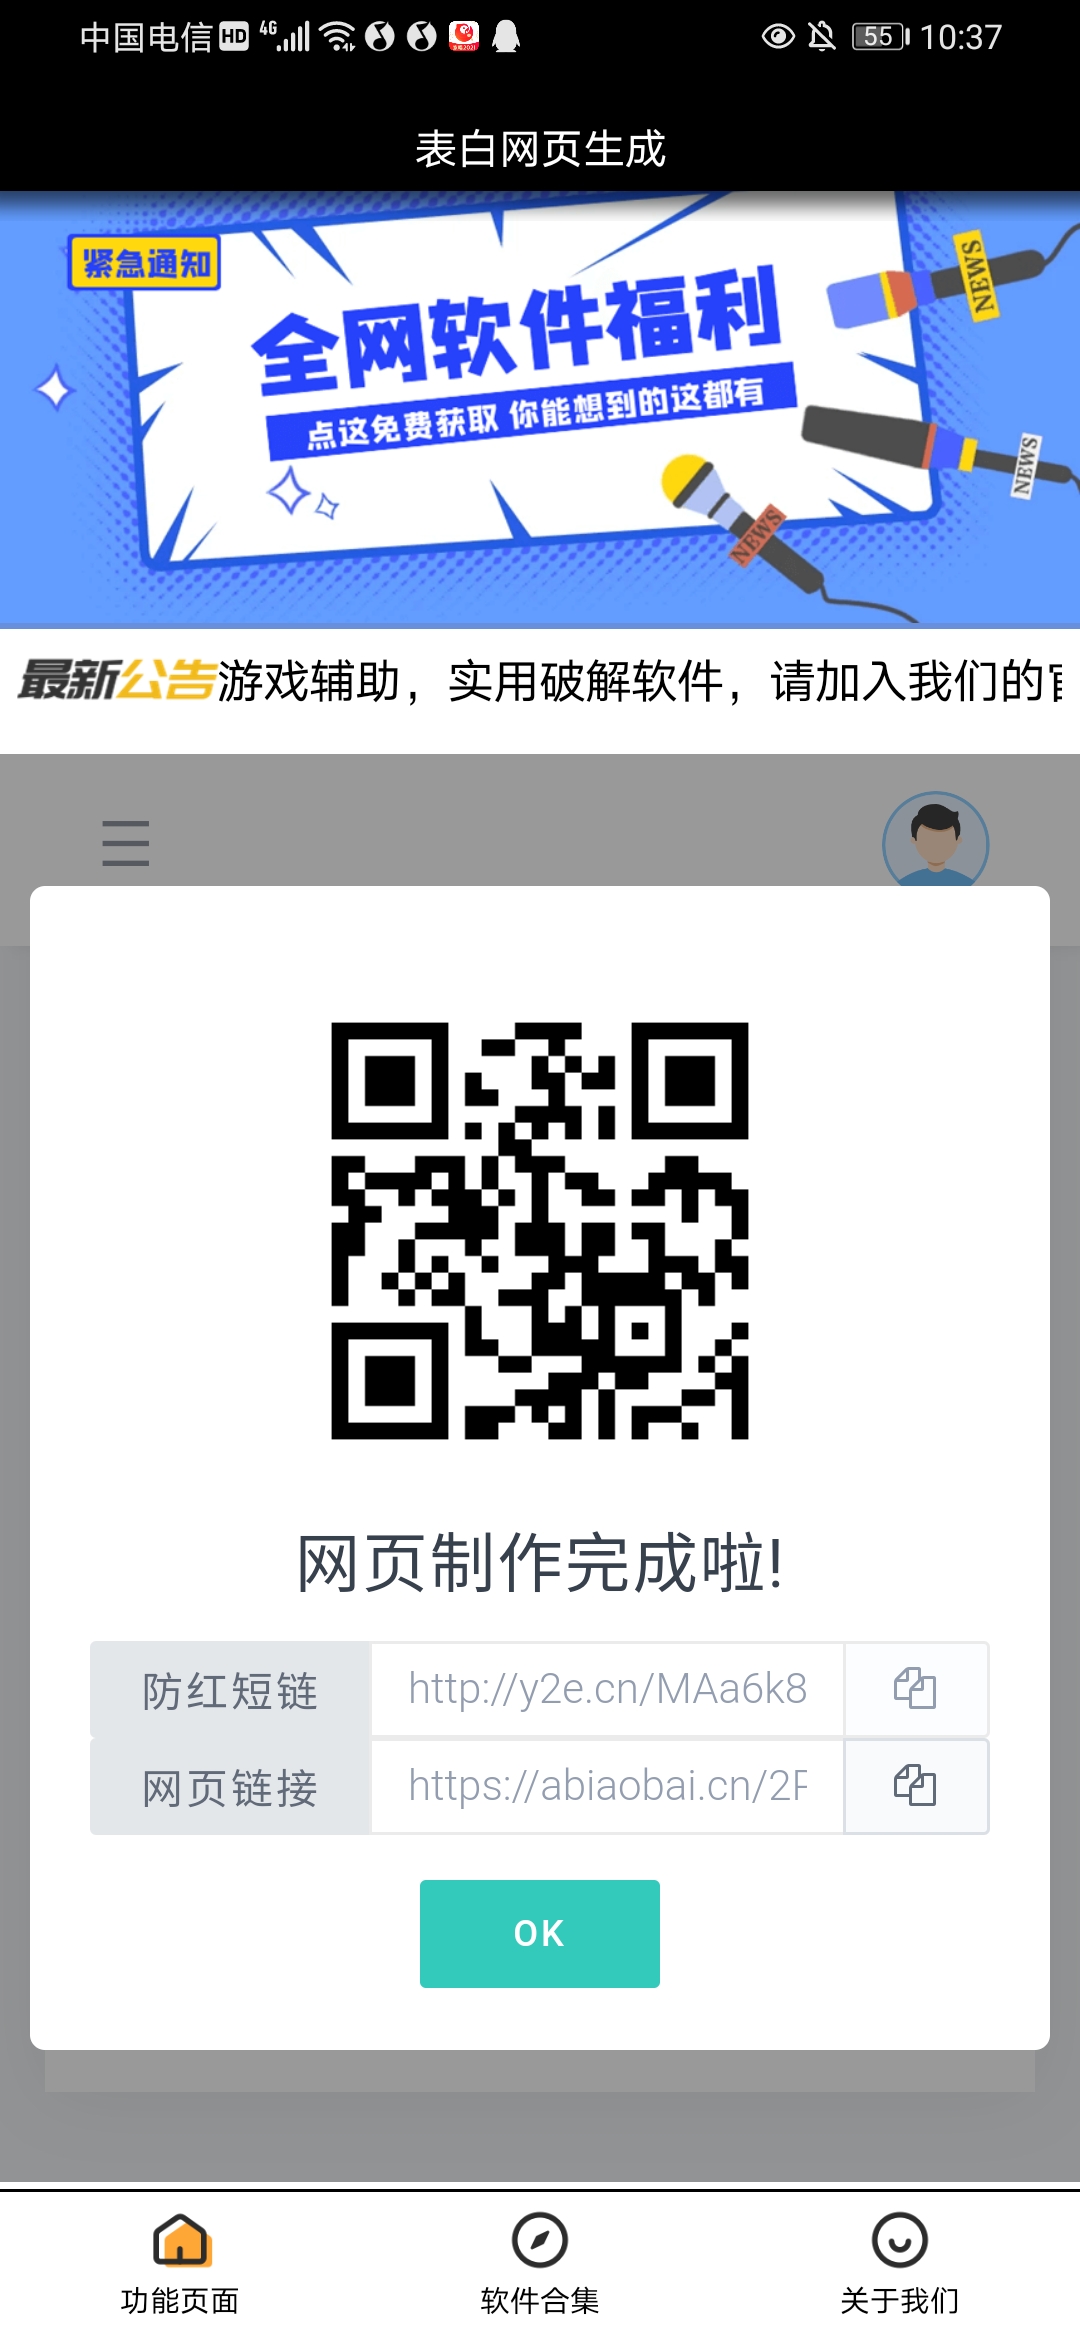 中国电信 HD 4G 55 10:37
表白网页生成
紧急通知
全网软件福利
点这免费获取 你能想到的这都有
NEWS
NEWS
NEWS
最新公告游戏辅助，实用破解软件，请加入我们的
网页制作完成啦!
防红短链 http://y2e.cn/MAa6k8
网页链接 https://abiaobai.cn/2
OK
功能页面 软件合集 关于我们